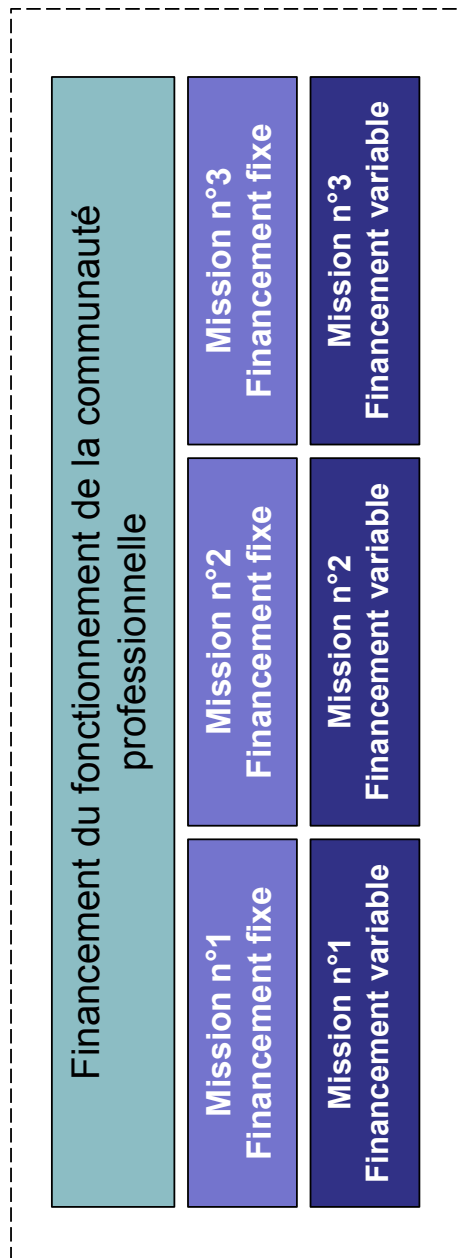 Financement du fonctionnement de la communauté
professionnelle
Mission n°1
Financement fixe
Mission n°2
Financement fixe
Mission n°3
Financement fixe
Mission n°1
Financement variable
Mission n°2
Financement variable
Mission n°3
Financement variable